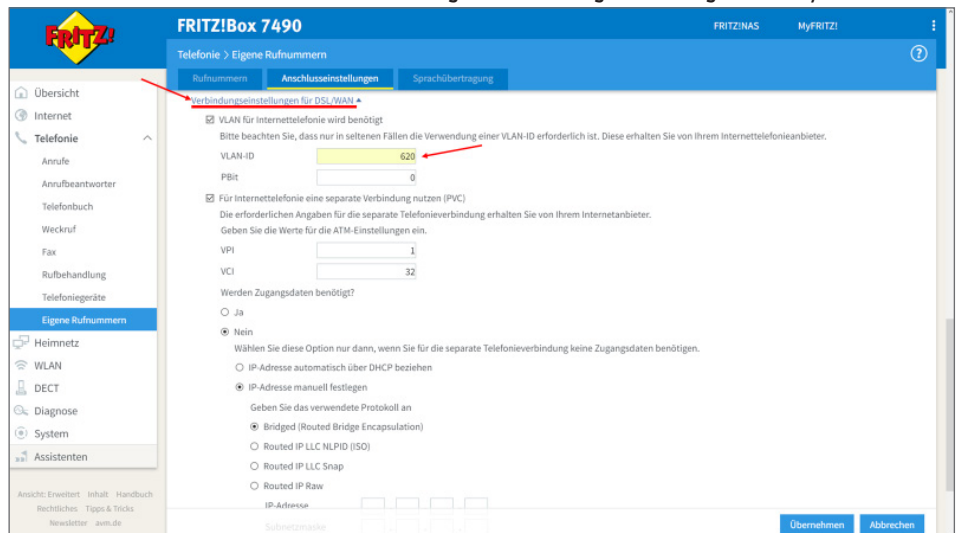 FRITZ!
FRITZ!Box 7490
FRITZ!NAS
MyFRITZ!
Telefonie > Eigene Rufnummern
Rufnummern
Anschlusseinstellungen
Sprachübertragung
Übersicht
Internet
Telefonie
Anrufe
Anrufbeantworter
Telefonbuch
Weckruf
Fax
Rufbehandlung
Telefoniegeräte
Eigene Rufnummern
Heimnetz
WLAN
DECT
Diagnose
System
Assistenten
Ansicht: Erweitert Inhalt Handbuch
Rechtliches Tipps & Tricks
Newsletter avm.de
Verbindungseinstellungen für DSL/WAN
VLAN für Internettelefonie wird benötigt
Bitte beachten Sie, dass nur in seltenen Fällen die Verwendung einer VLAN-ID erforderlich ist. Diese erhalten Sie von Ihrem Internettelefonieanbieter.
VLAN-ID 620
PBit 0
Für Internettelefonie eine separate Verbindung nutzen (PVC)
Die erforderlichen Angaben für die separate Telefonieverbindung erhalten Sie von Ihrem Internetanbieter.
Geben Sie die Werte für die ATM-Einstellungen ein.
VPI 1
VCI 32
Werden Zugangsdaten benötigt?
Ja
Nein
Wählen Sie diese Option nur dann, wenn Sie für die separate Telefonieverbindung keine Zugangsdaten benötigen.
IP-Adresse automatisch über DHCP beziehen
IP-Adresse manuell festlegen
Geben Sie das verwendete Protokoll an
Bridged (Routed Bridge Encapsulation)
Routed IP LLC NLPID (ISO)
Routed IP LLC Snap
Routed IP Raw
IP-Adresse
Subnetzmaske
Übernehmen
Abbrechen